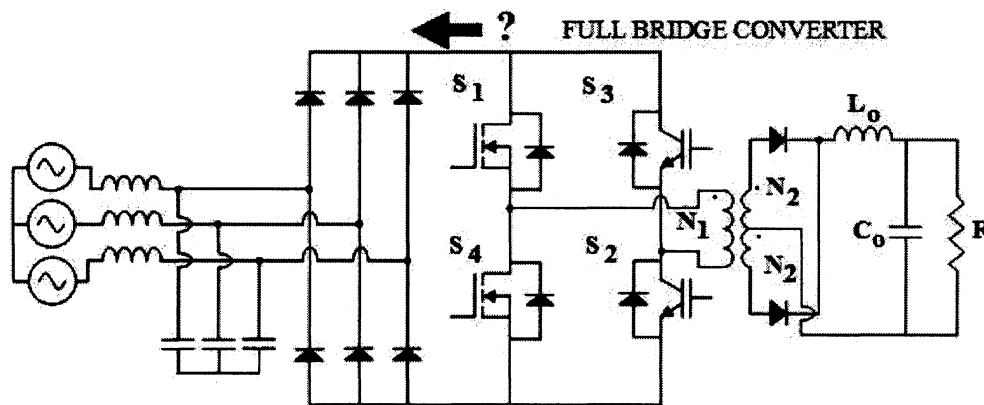 ? FULL BRIDGE CONVERTER
S1
S3
Lo
N2
N1
S4
S2
Co
R
N2